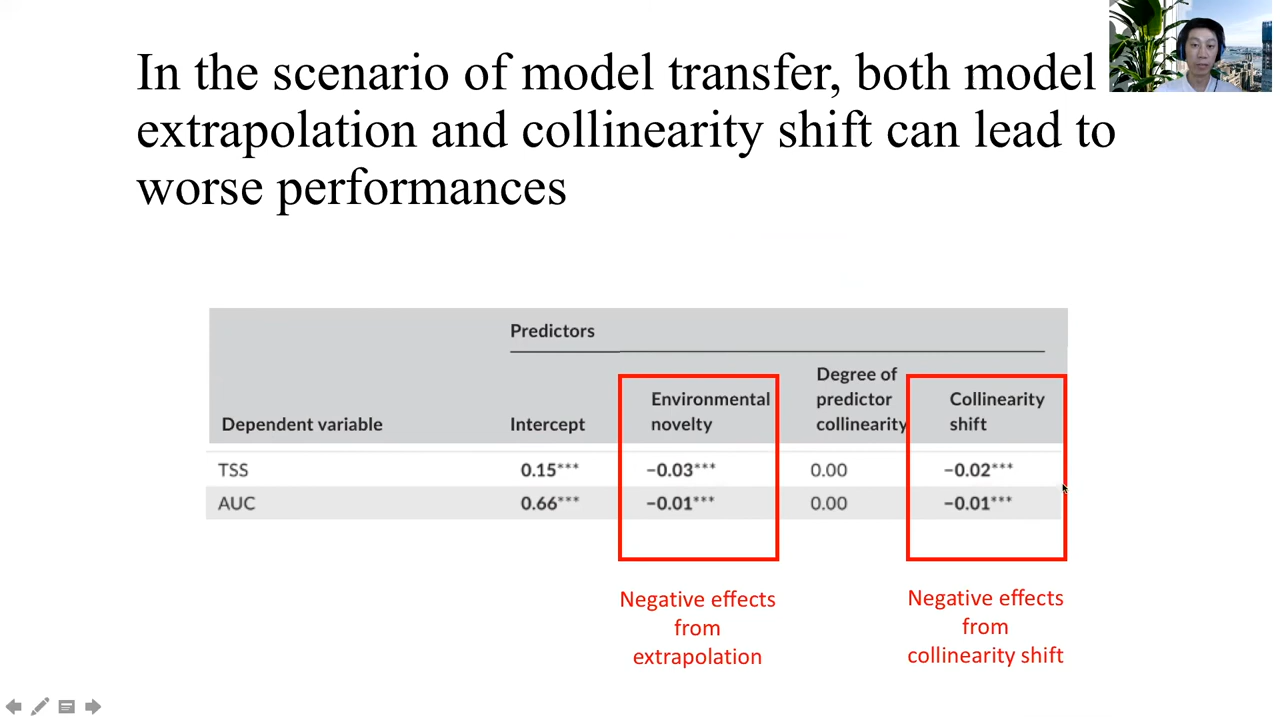 In the scenario of model transfer, both model
extrapolation and collinearity shift can lead to
worse performances
Predictors
Dependent variable Intercept Environmental novelty Degree of predictor collinearity Collinearity shift
TSS 0.15*** −0.03*** 0.00 −0.02***
AUC 0.66*** −0.01*** 0.00 −0.01***
Negative effects
from
extrapolation
Negative effects
from
collinearity shift